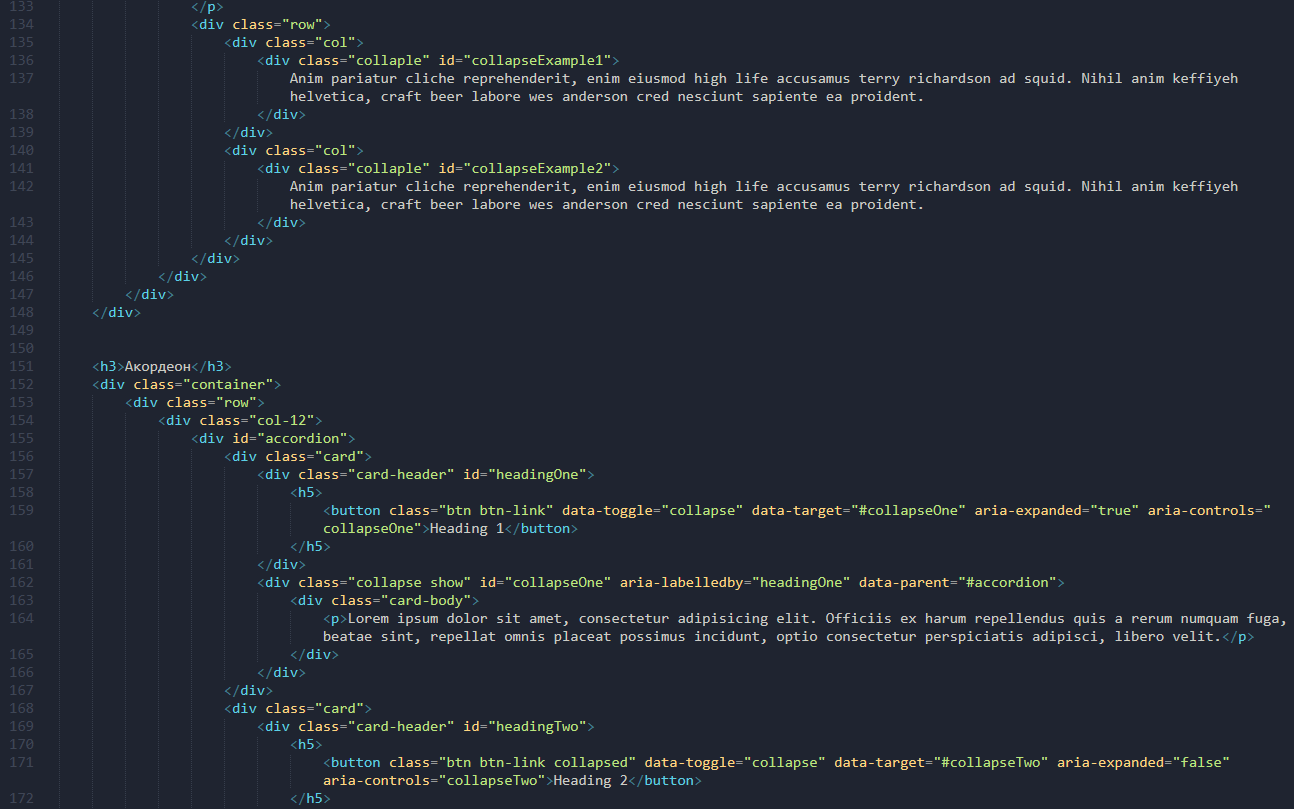 133 </p>
134 <div class="row">
135 <div class="col">
136 <div class="collaple" id="collapseExample1">
137 Anim pariatur cliche reprehenderit, enim eiusmod high life accusamus terry richardson ad squid. Nihil anim keffiyeh
helvetica, craft beer labore wes anderson cred nesciunt sapiente ea proident.
138 </div>
139 </div>
140 <div class="col">
141 <div class="collaple" id="collapseExample2">
142 Anim pariatur cliche reprehenderit, enim eiusmod high life accusamus terry richardson ad squid. Nihil anim keffiyeh
helvetica, craft beer labore wes anderson cred nesciunt sapiente ea proident.
143 </div>
144 </div>
145 </div>
146 </div>
147 </div>
148 </div>
149
150
151 <h3>Акордеон</h3>
152 <div class="container">
153 <div class="row">
154 <div class="col-12">
155 <div id="accordion">
156 <div class="card">
157 <div class="card-header" id="headingOne">
158 <h5>
159 <button class="btn btn-link" data-toggle="collapse" data-target="#collapseOne" aria-expanded="true" aria-controls="
collapseOne">Heading 1</button>
160 </h5>
161 </div>
162 <div class="collapse show" id="collapseOne" aria-labelledby="headingOne" data-parent="#accordion">
163 <div class="card-body">
164 <p>Lorem ipsum dolor sit amet, consectetur adipisicing elit. Officiis ex harum repellendus quis a rerum numquam fuga,
beatae sint, repellat omnis placeat possimus incidunt, optio consectetur perspiciatis adipisci, libero velit.</p>
165 </div>
166 </div>
167 </div>
168 <div class="card">
169 <div class="card-header" id="headingTwo">
170 <h5>
171 <button class="btn btn-link collapsed" data-toggle="collapse" data-target="#collapseTwo" aria-expanded="false"
aria-controls="collapseTwo">Heading 2</button>
172 </h5>